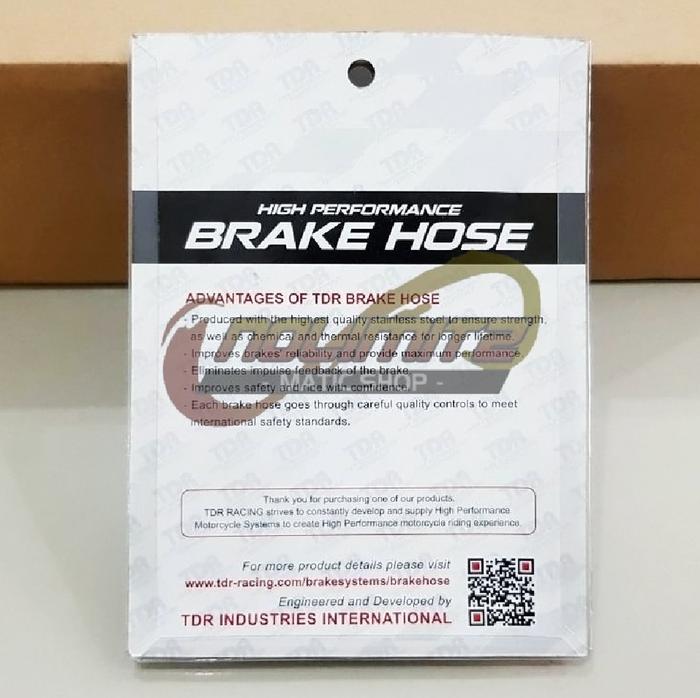 HIGH PERFORMANCE
BRAKE HOSE
ADVANTAGES OF TDR BRAKE HOSE
- Produced with the highest quality stainless steel to ensure strength,
as well as chemical and thermal resistance for longer lifetime.
- Improves brakes' reliability and provide maximum performance.
- Eliminates impulse feedback of the brake.
- Improves safety and ride with confidence.
- Each brake hose goes through careful quality controls to meet
international safety standards.
MATIC SHOP -
Thank you for purchasing one of our products.
TDR RACING strives to constantly develop and supply High Performance
Motorcycle Systems to create High Performance motorcycle riding experience.
For more product details please visit
www.tdr-racing.com/brakesystems/brakehose
Engineered and Developed by
TDR INDUSTRIES INTERNATIONAL